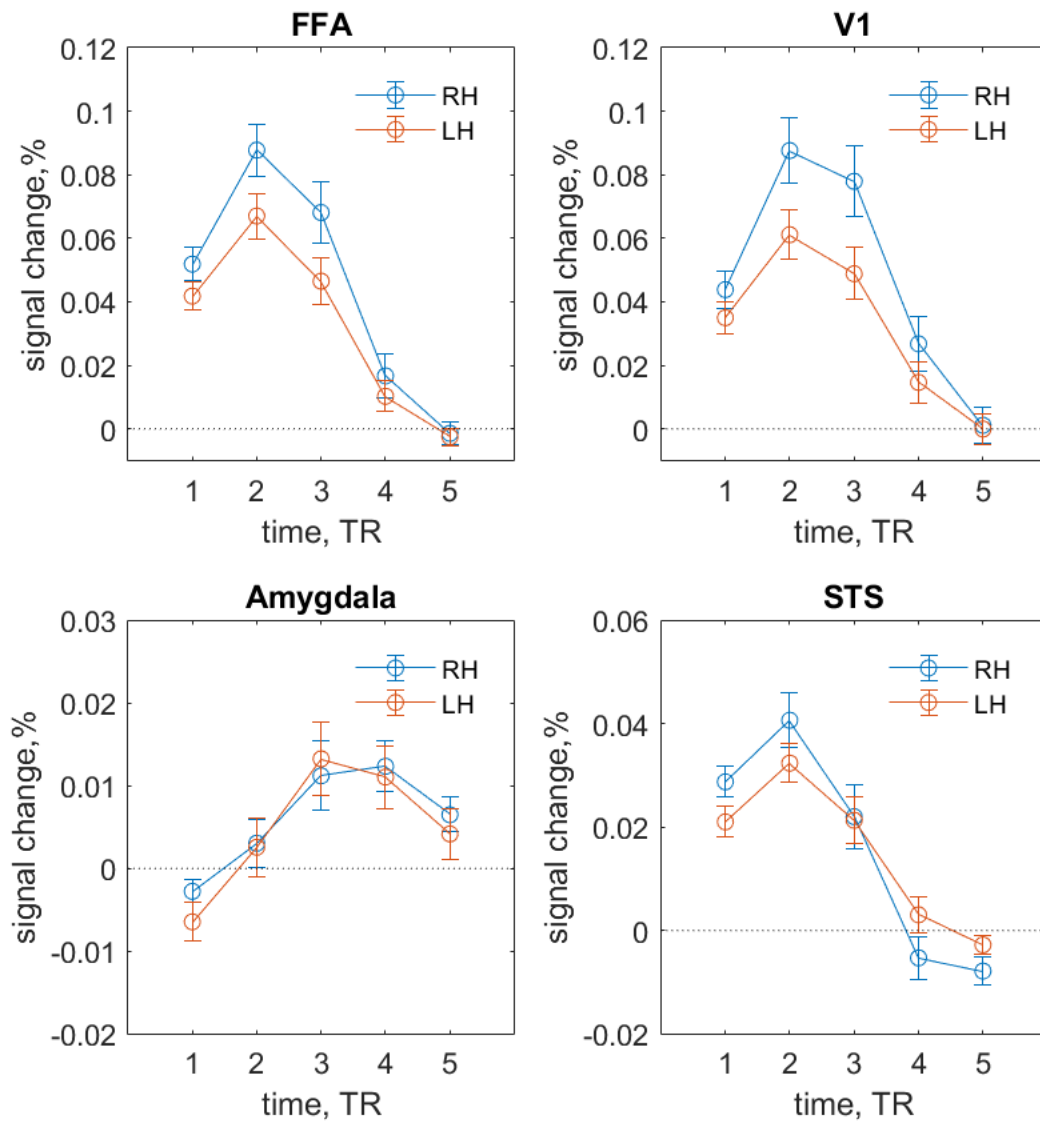 FFA
0.12
0.1
0.08
0.06
0.04
0.02
0
signal change,%
RH
LH
1 2 3 4 5
time, TR
V1
0.12
0.1
0.08
0.06
0.04
0.02
0
signal change,%
RH
LH
1 2 3 4 5
time, TR
Amygdala
0.03
0.02
0.01
0
-0.01
-0.02
signal change,%
RH
LH
1 2 3 4 5
time, TR
STS
0.06
0.04
0.02
0
-0.02
signal change,%
RH
LH
1 2 3 4 5
time, TR